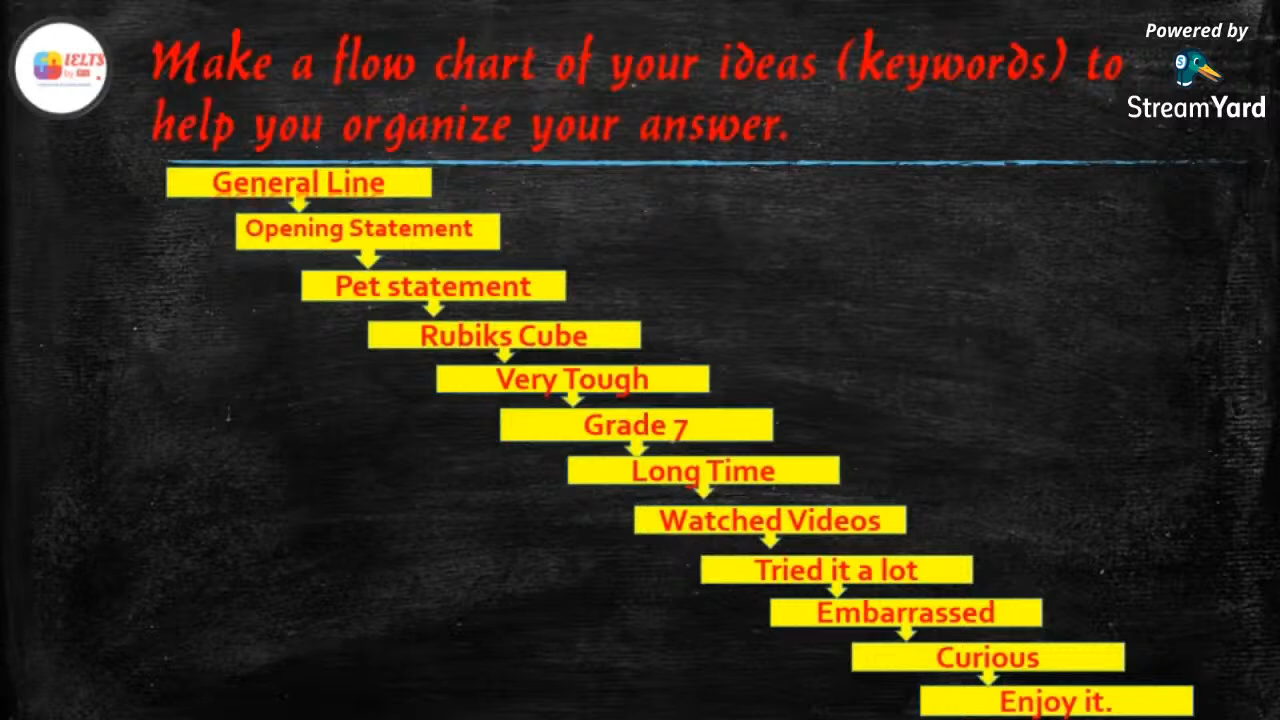 IELTS
Make a flow chart of your ideas (keywords) to
help you organize your answer.
Powered by
StreamYard
General Line
Opening Statement
Pet statement
Rubiks Cube
Very Tough
Grade 7
Long Time
Watched Videos
Tried it a lot
Embarrassed
Curious
Enjoy it.